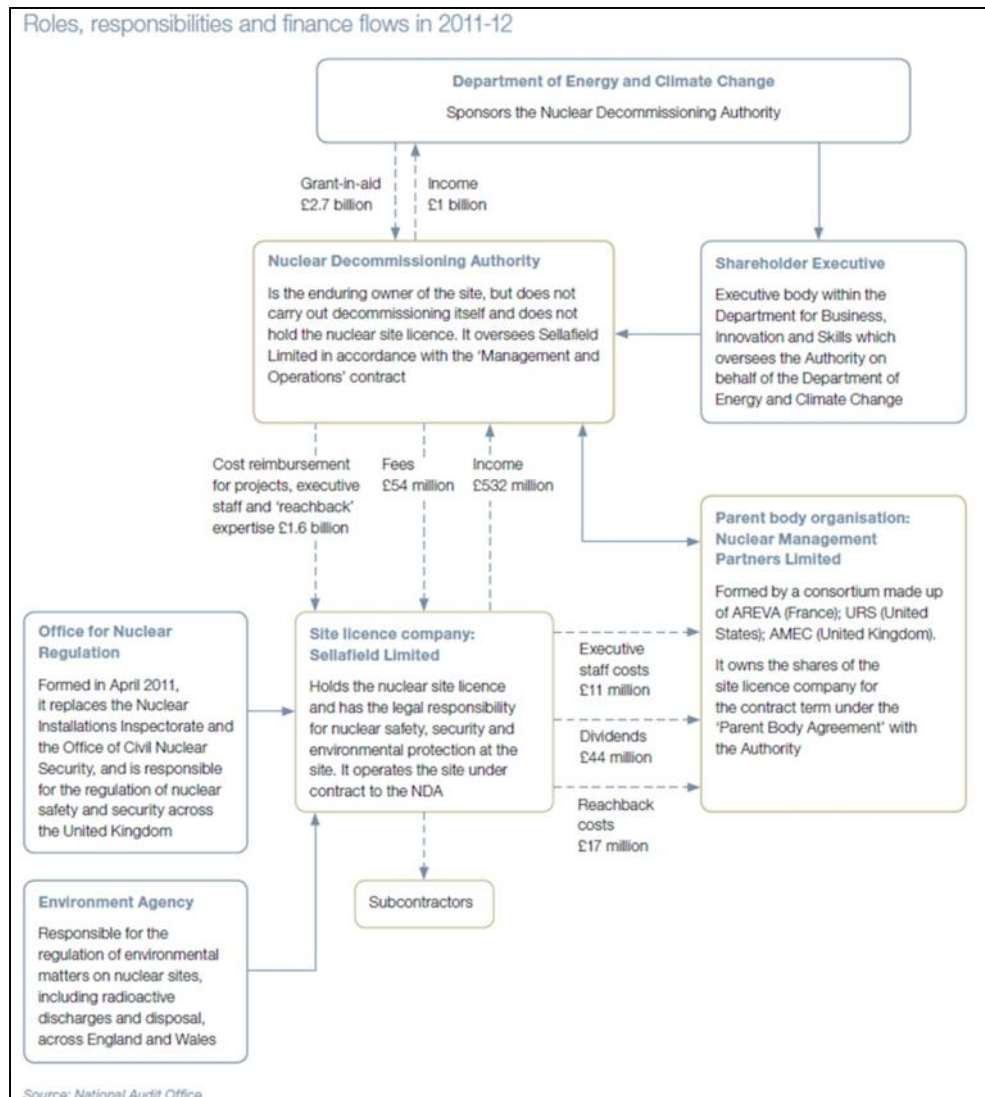 Roles, responsibilities and finance flows in 2011-12
Department of Energy and Climate Change
Sponsors the Nuclear Decommissioning Authority
Grant-in-aid
£2.7 billion
Income
£1 billion
Nuclear Decommissioning Authority
Is the enduring owner of the site, but does not
carry out decommissioning itself and does not
hold the nuclear site licence. It oversees Sellafield
Limited in accordance with the ‘Management and
Operations’ contract
Shareholder Executive
Executive body within the
Department for Business,
Innovation and Skills which
oversees the Authority on
behalf of the Department of
Energy and Climate Change
Cost reimbursement
for projects, executive
staff and ‘reachback’
expertise £1.6 billion
Fees
£54 million
Income
£532 million
Parent body organisation:
Nuclear Management
Partners Limited
Formed by a consortium made up
of AREVA (France); URS (United
States); AMEC (United Kingdom).
It owns the shares of the
site licence company for
the contract term under the
‘Parent Body Agreement’ with
the Authority
Office for Nuclear
Regulation
Formed in April 2011,
it replaces the Nuclear
Installations Inspectorate and
the Office of Civil Nuclear
Security, and is responsible
for the regulation of nuclear
safety and security across
the United Kingdom
Site licence company:
Sellafield Limited
Holds the nuclear site licence
and has the legal responsibility
for nuclear safety, security and
environmental protection at the
site. It operates the site under
contract to the NDA
Executive
staff costs
£11 million
Dividends
£44 million
Reachback
costs
£17 million
Subcontractors
Environment Agency
Responsible for the
regulation of environmental
matters on nuclear sites,
including radioactive
discharges and disposal,
across England and Wales
Source: National Audit Office